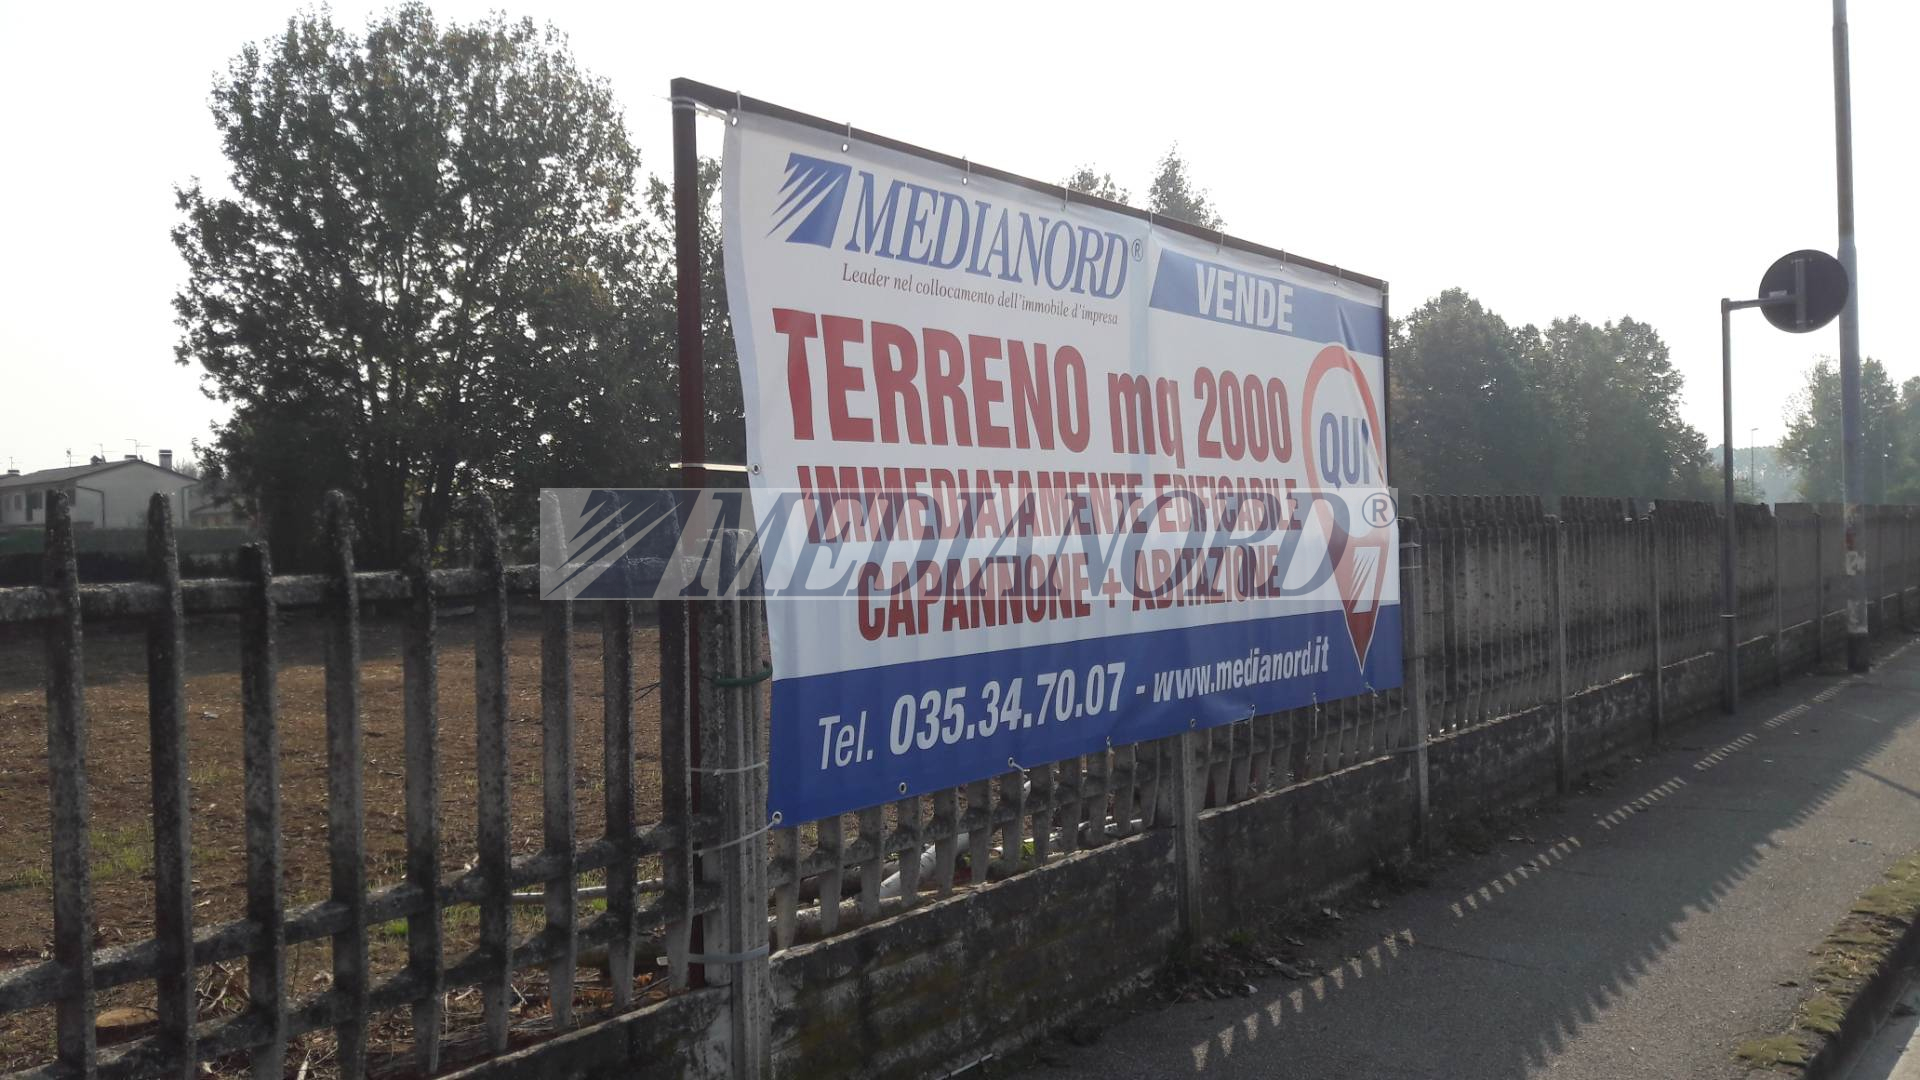 MEDIANORD®
Leader nel collocamento dell'immobile d'impresa
VENDE
TERRENO mq 2000
QUI
IMMEDIATAMENTE EDIFICABILE
CAPANNONE + ABITAZIONE
MEDIANORD®
Tel. 035.34.70.07 - www.medianord.it